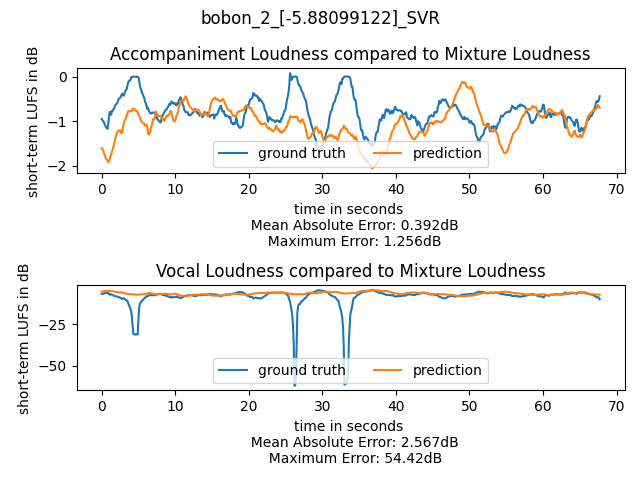 bobon_2_[-5.88099122]_SVR
Accompaniment Loudness compared to Mixture Loudness
short-term LUFS in dB
0
−1
−2
ground truth
prediction
0 10 20 30 40 50 60 70
time in seconds
Mean Absolute Error: 0.392dB
Maximum Error: 1.256dB
Vocal Loudness compared to Mixture Loudness
short-term LUFS in dB
−25
−50
ground truth
prediction
0 10 20 30 40 50 60 70
time in seconds
Mean Absolute Error: 2.567dB
Maximum Error: 54.42dB